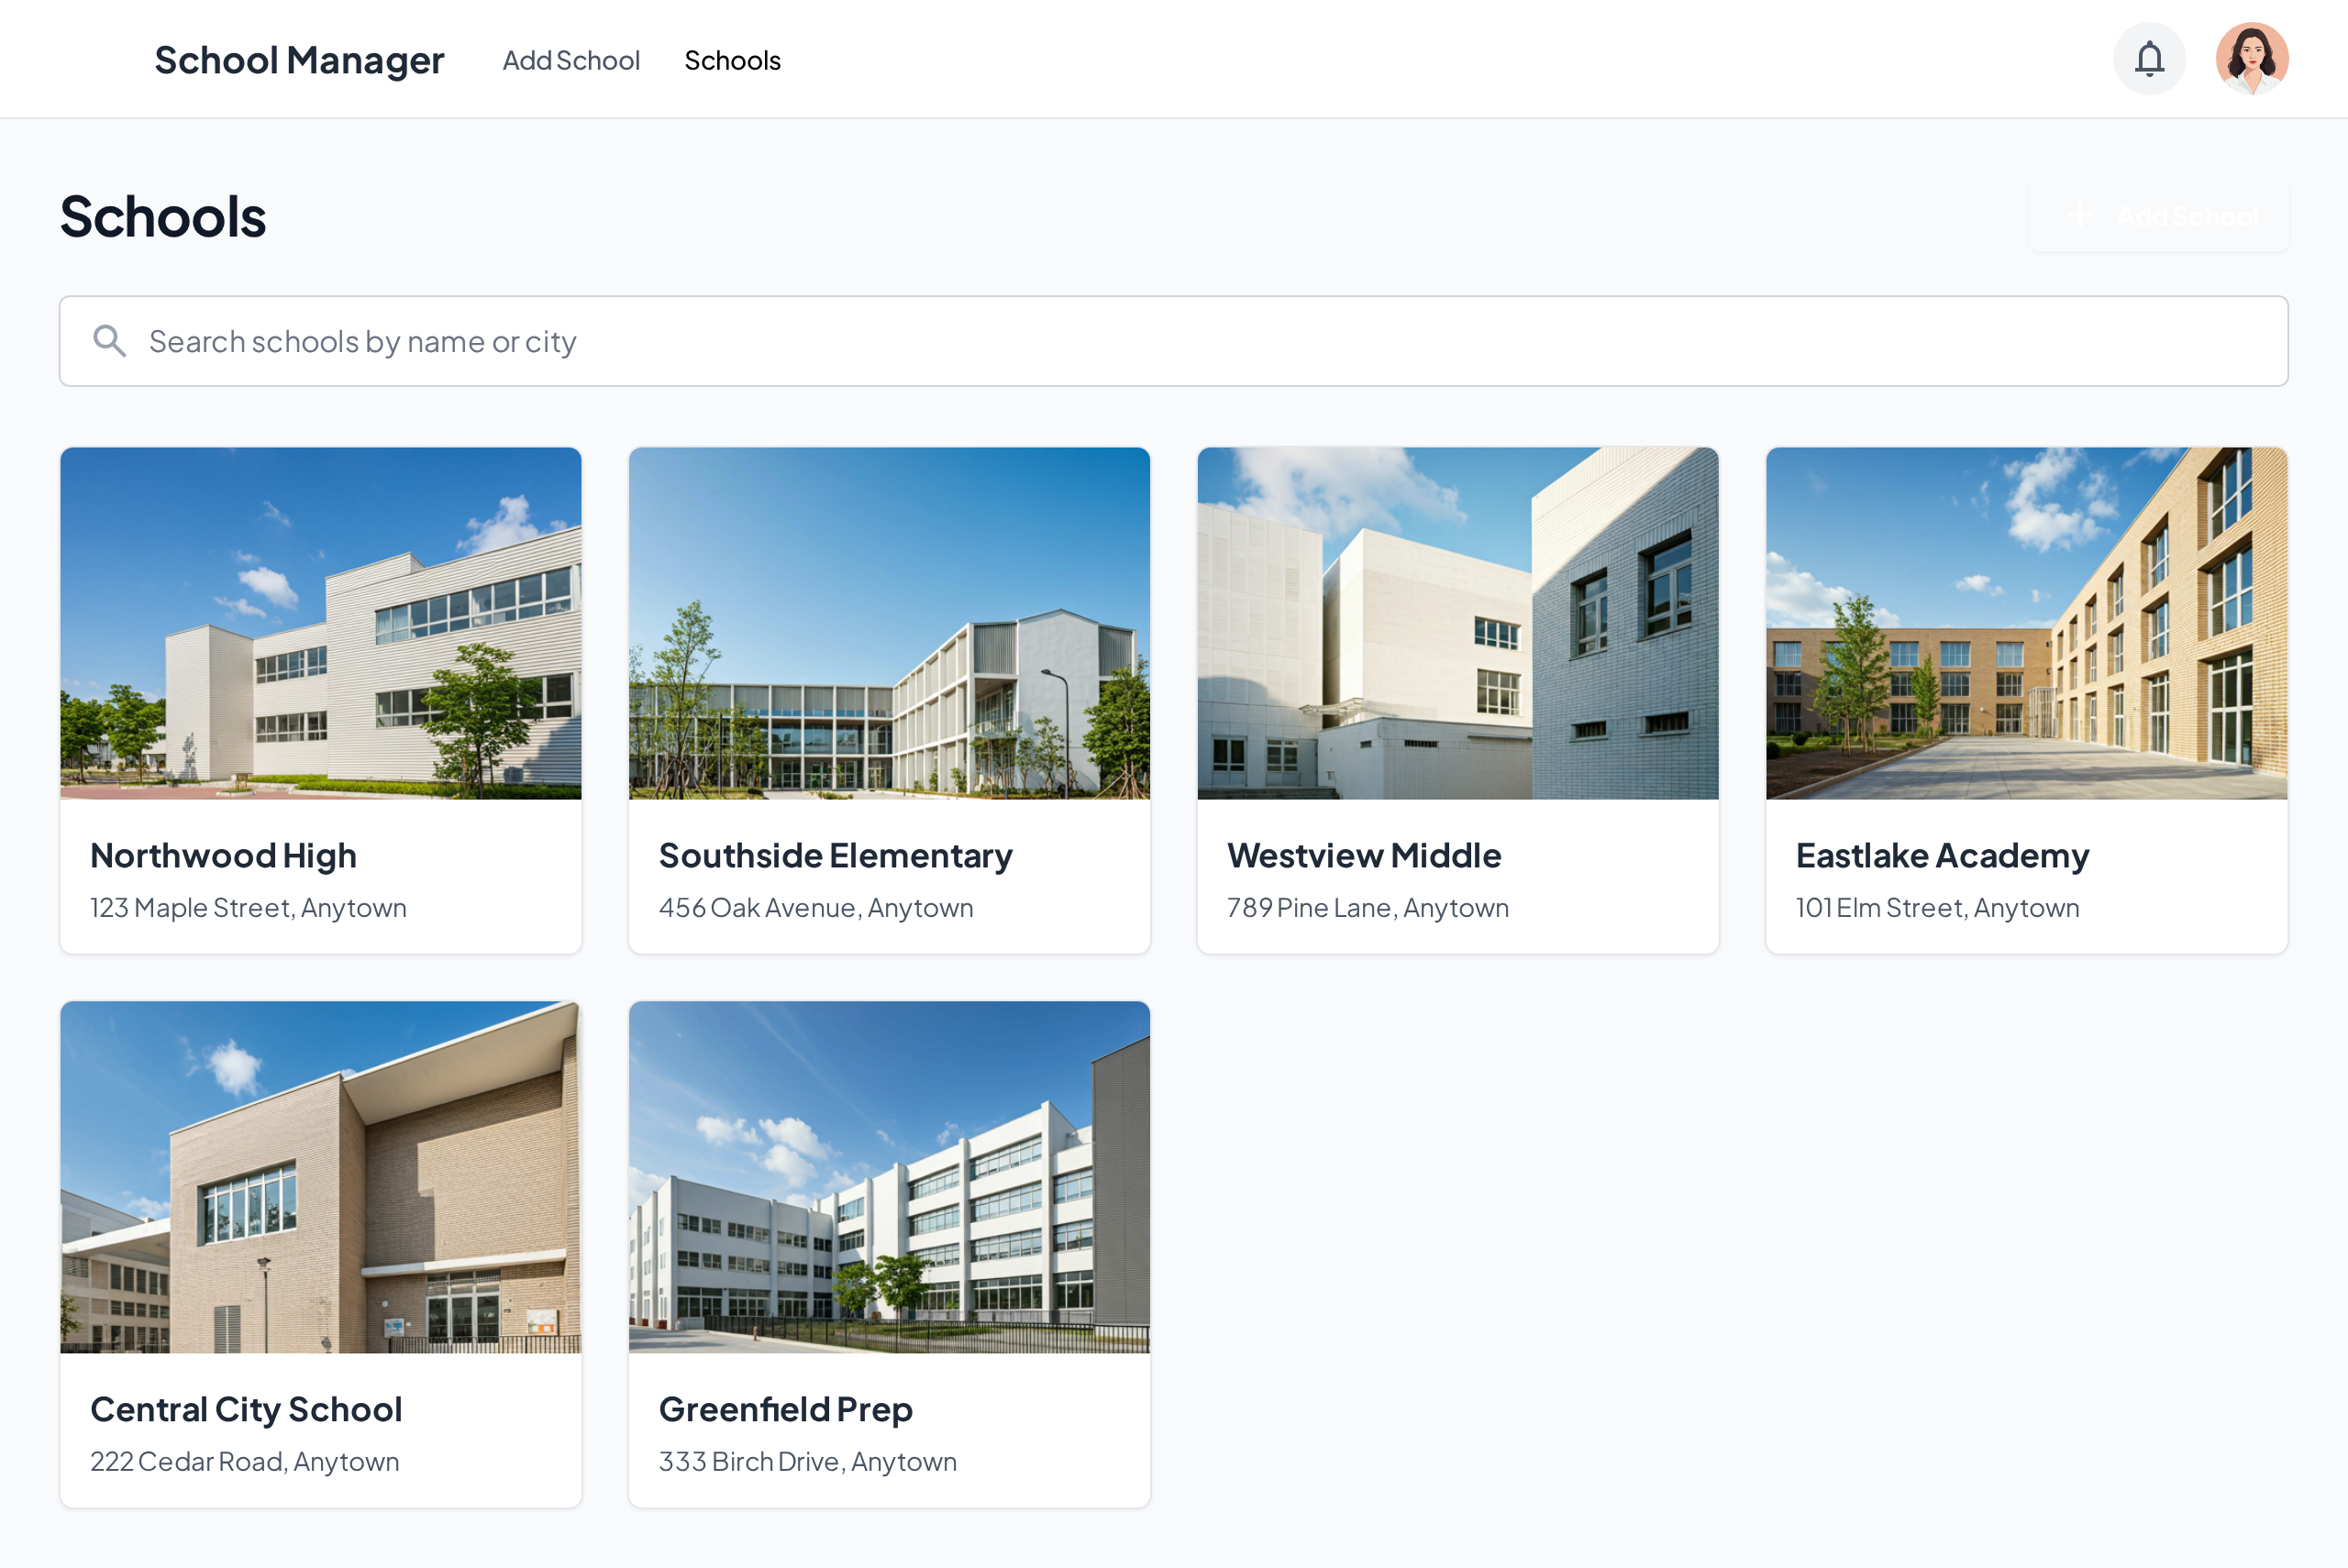 School Manager Add School Schools
Schools
Add School
Search schools by name or city
Northwood High
123 Maple Street, Anytown
Southside Elementary
456 Oak Avenue, Anytown
Westview Middle
789 Pine Lane, Anytown
Eastlake Academy
101 Elm Street, Anytown
Central City School
222 Cedar Road, Anytown
Greenfield Prep
333 Birch Drive, Anytown